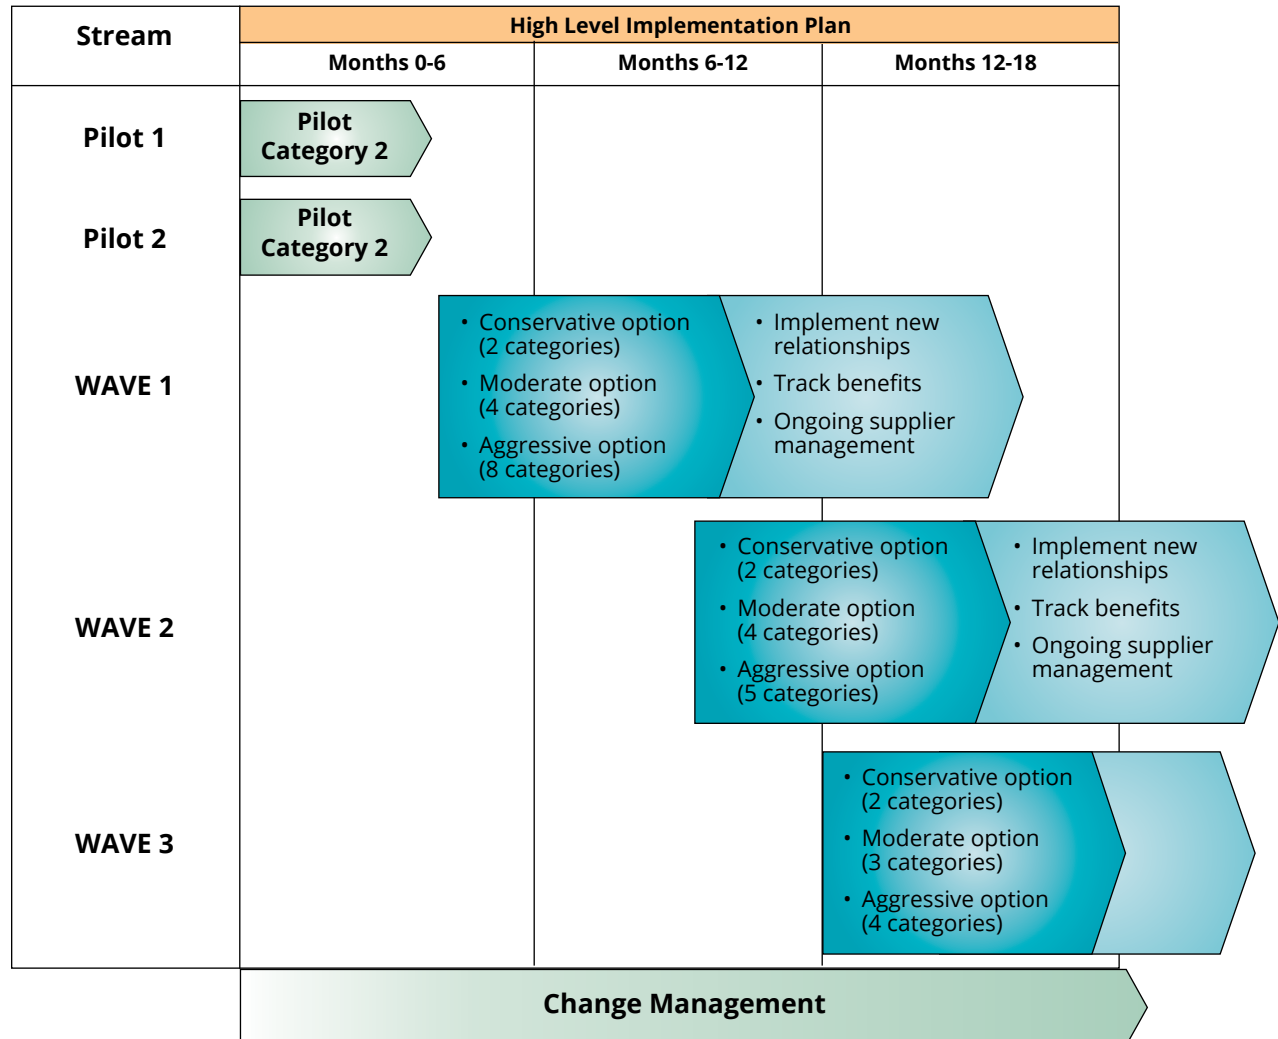 Stream
High Level Implementation Plan
Months 0-6
Months 6-12
Months 12-18
Pilot 1
Pilot
Category 2
Pilot 2
Pilot
Category 2
WAVE 1
• Conservative option
(2 categories)
• Moderate option
(4 categories)
• Aggressive option
(8 categories)
• Implement new
relationships
• Track benefits
• Ongoing supplier
management
WAVE 2
• Conservative option
(2 categories)
• Moderate option
(4 categories)
• Aggressive option
(5 categories)
• Implement new
relationships
• Track benefits
• Ongoing supplier
management
WAVE 3
• Conservative option
(2 categories)
• Moderate option
(3 categories)
• Aggressive option
(4 categories)
Change Management